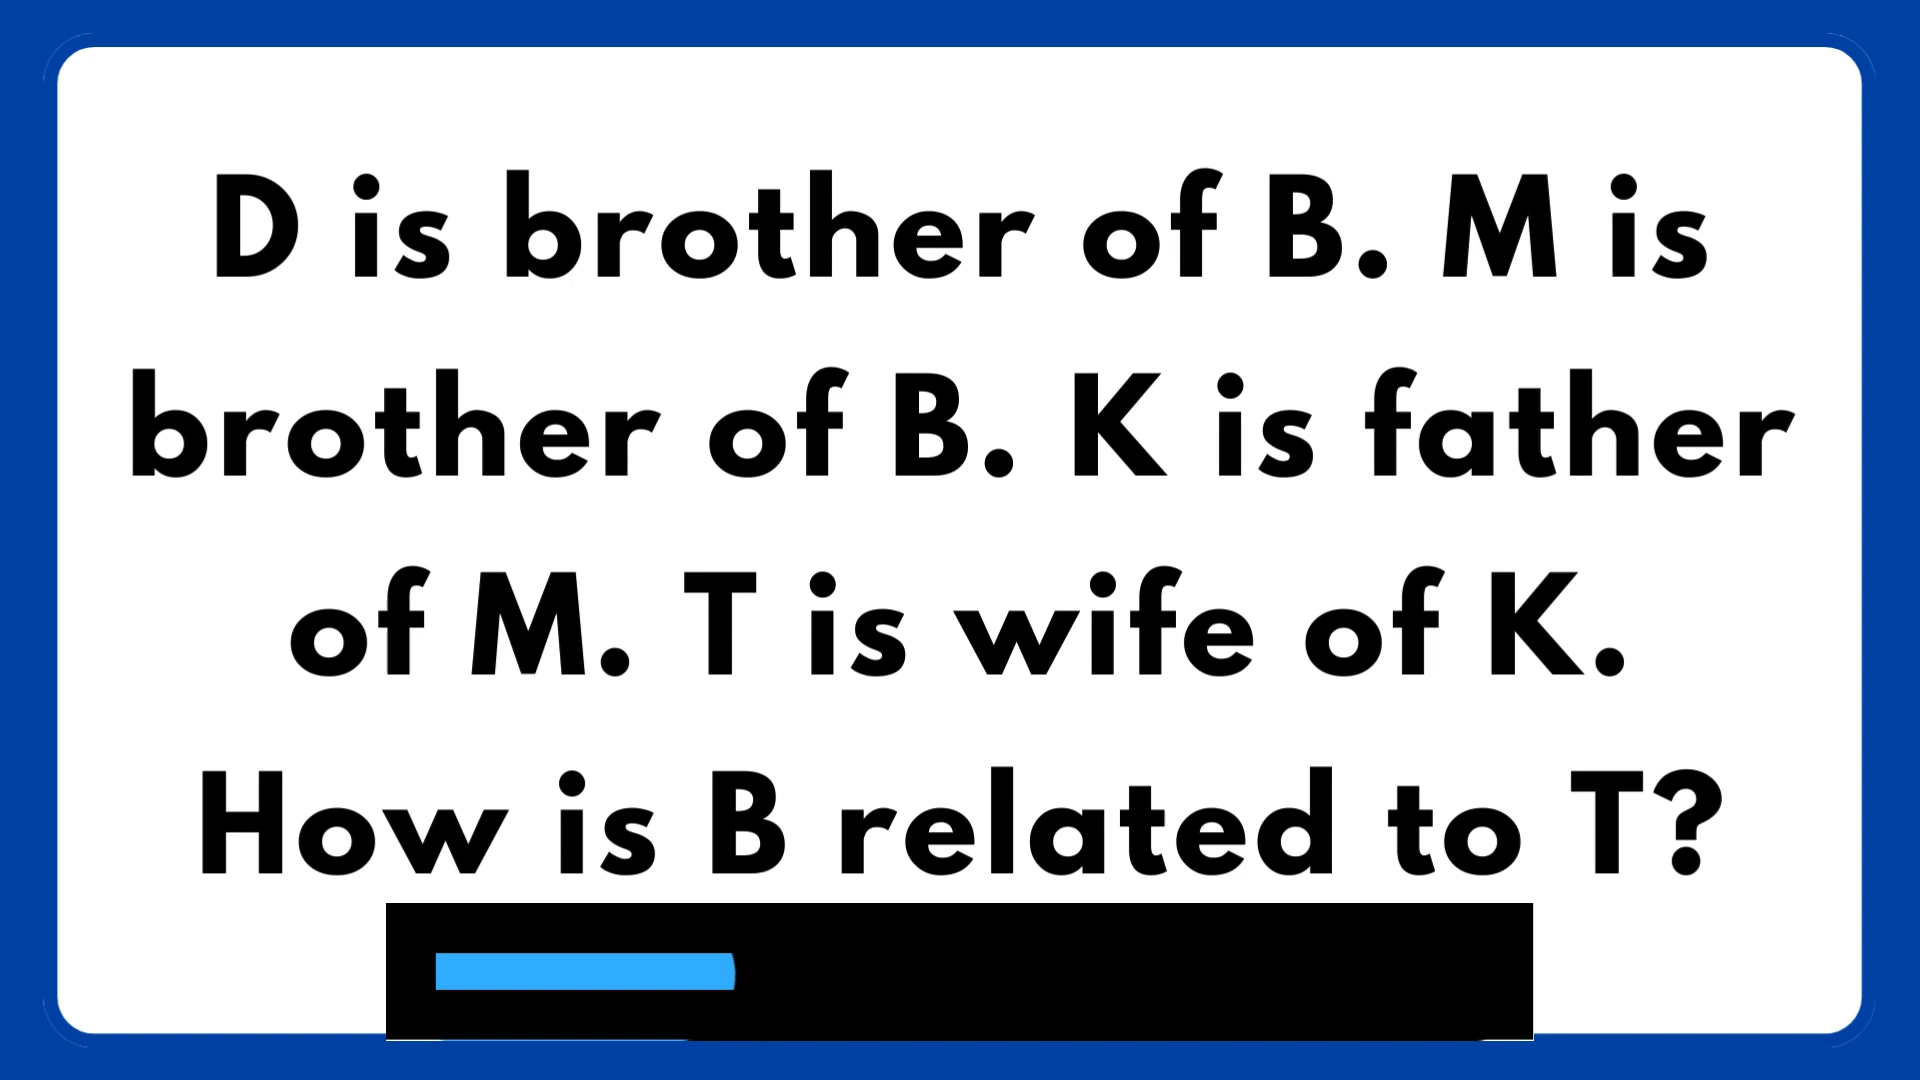 D is brother of B. M is
brother of B. K is father
of M. T is wife of K.
How is B related to T?